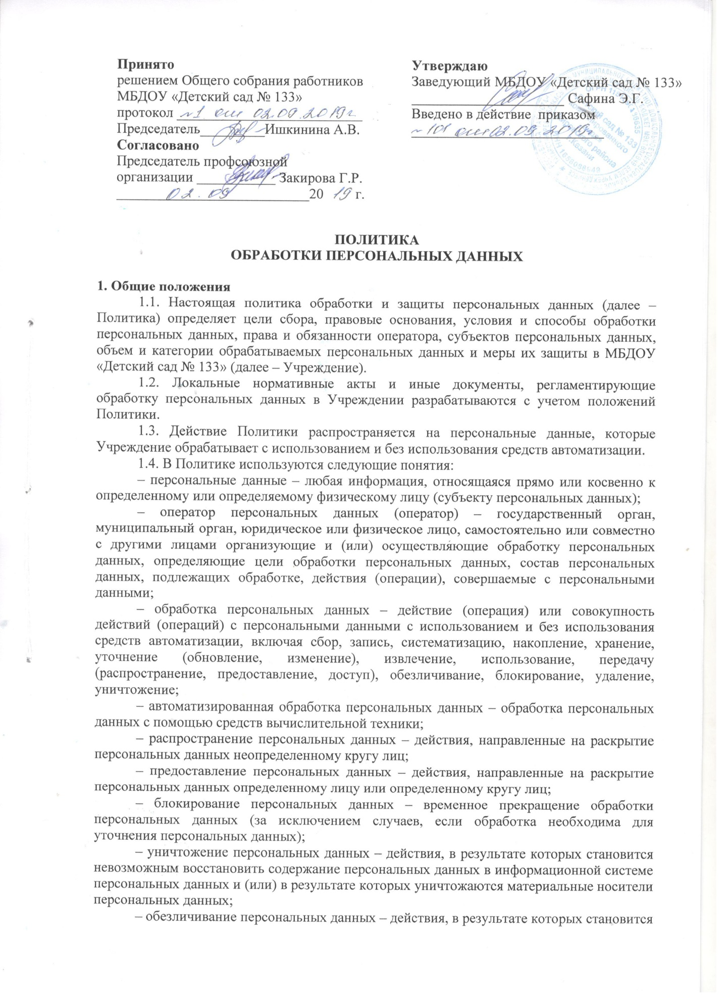 Принято
решением Общего собрания работников
МБДОУ «Детский сад № 133»
протокол №1 от 02.09.2019г
Председатель__________Ишкинина А.В.
Согласовано
Председатель профсоюзной
организации ____________ Закирова Г.Р.
02.09 2019 г.
Утверждаю
Заведующий МБДОУ «Детский сад № 133»
______________________ Сафина Э.Г.
Введено в действие приказом
№ 101 от 02.09 2019г
ПОЛИТИКА
ОБРАБОТКИ ПЕРСОНАЛЬНЫХ ДАННЫХ
1. Общие положения
1.1. Настоящая политика обработки и защиты персональных данных (далее –
Политика) определяет цели сбора, правовые основания, условия и способы обработки
персональных данных, права и обязанности оператора, субъектов персональных данных,
объем и категории обрабатываемых персональных данных и меры их защиты в МБДОУ
«Детский сад № 133» (далее – Учреждение).
1.2. Локальные нормативные акты и иные документы, регламентирующие
обработку персональных данных в Учреждении разрабатываются с учетом положений
Политики.
1.3. Действие Политики распространяется на персональные данные, которые
Учреждение обрабатывает с использованием и без использования средств автоматизации.
1.4. В Политике используются следующие понятия:
– персональные данные – любая информация, относящаяся прямо или косвенно к
определенному или определяемому физическому лицу (субъекту персональных данных);
– оператор персональных данных (оператор) – государственный орган,
муниципальный орган, юридическое или физическое лицо, самостоятельно или совместно
с другими лицами организующие и (или) осуществляющие обработку персональных
данных, определяющие цели обработки персональных данных, состав персональных
данных, подлежащих обработке, действия (операции), совершаемые с персональными
данными;
– обработка персональных данных – действие (операция) или совокупность
действий (операций) с персональными данными с использованием и без использования
средств автоматизации, включая сбор, запись, систематизацию, накопление, хранение,
уточнение (обновление, изменение), извлечение, использование, передачу
(распространение, предоставление, доступ), обезличивание, блокирование, удаление,
уничтожение;
– автоматизированная обработка персональных данных – обработка персональных
данных с помощью средств вычислительной техники;
– распространение персональных данных – действия, направленные на раскрытие
персональных данных неопределенному кругу лиц;
– предоставление персональных данных – действия, направленные на раскрытие
персональных данных определенному лицу или определенному кругу лиц;
– блокирование персональных данных – временное прекращение обработки
персональных данных (за исключением случаев, если обработка необходима для
уточнения персональных данных);
– уничтожение персональных данных – действия, в результате которых становится
невозможным восстановить содержание персональных данных в информационной системе
персональных данных и (или) в результате которых уничтожаются материальные носители
персональных данных;
– обезличивание персональных данных – действия, в результате которых становится